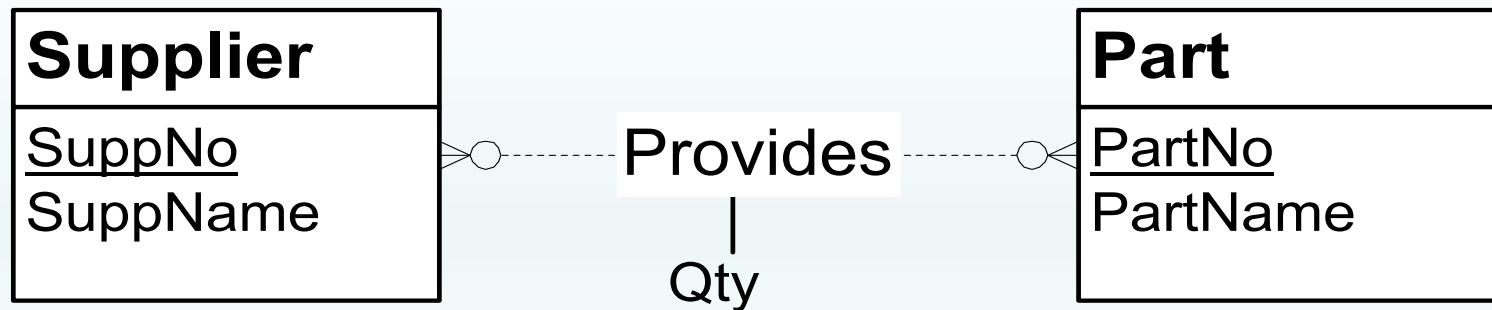 Supplier
SuppNo
SuppName
Provides
Qty
Part
PartNo
PartName